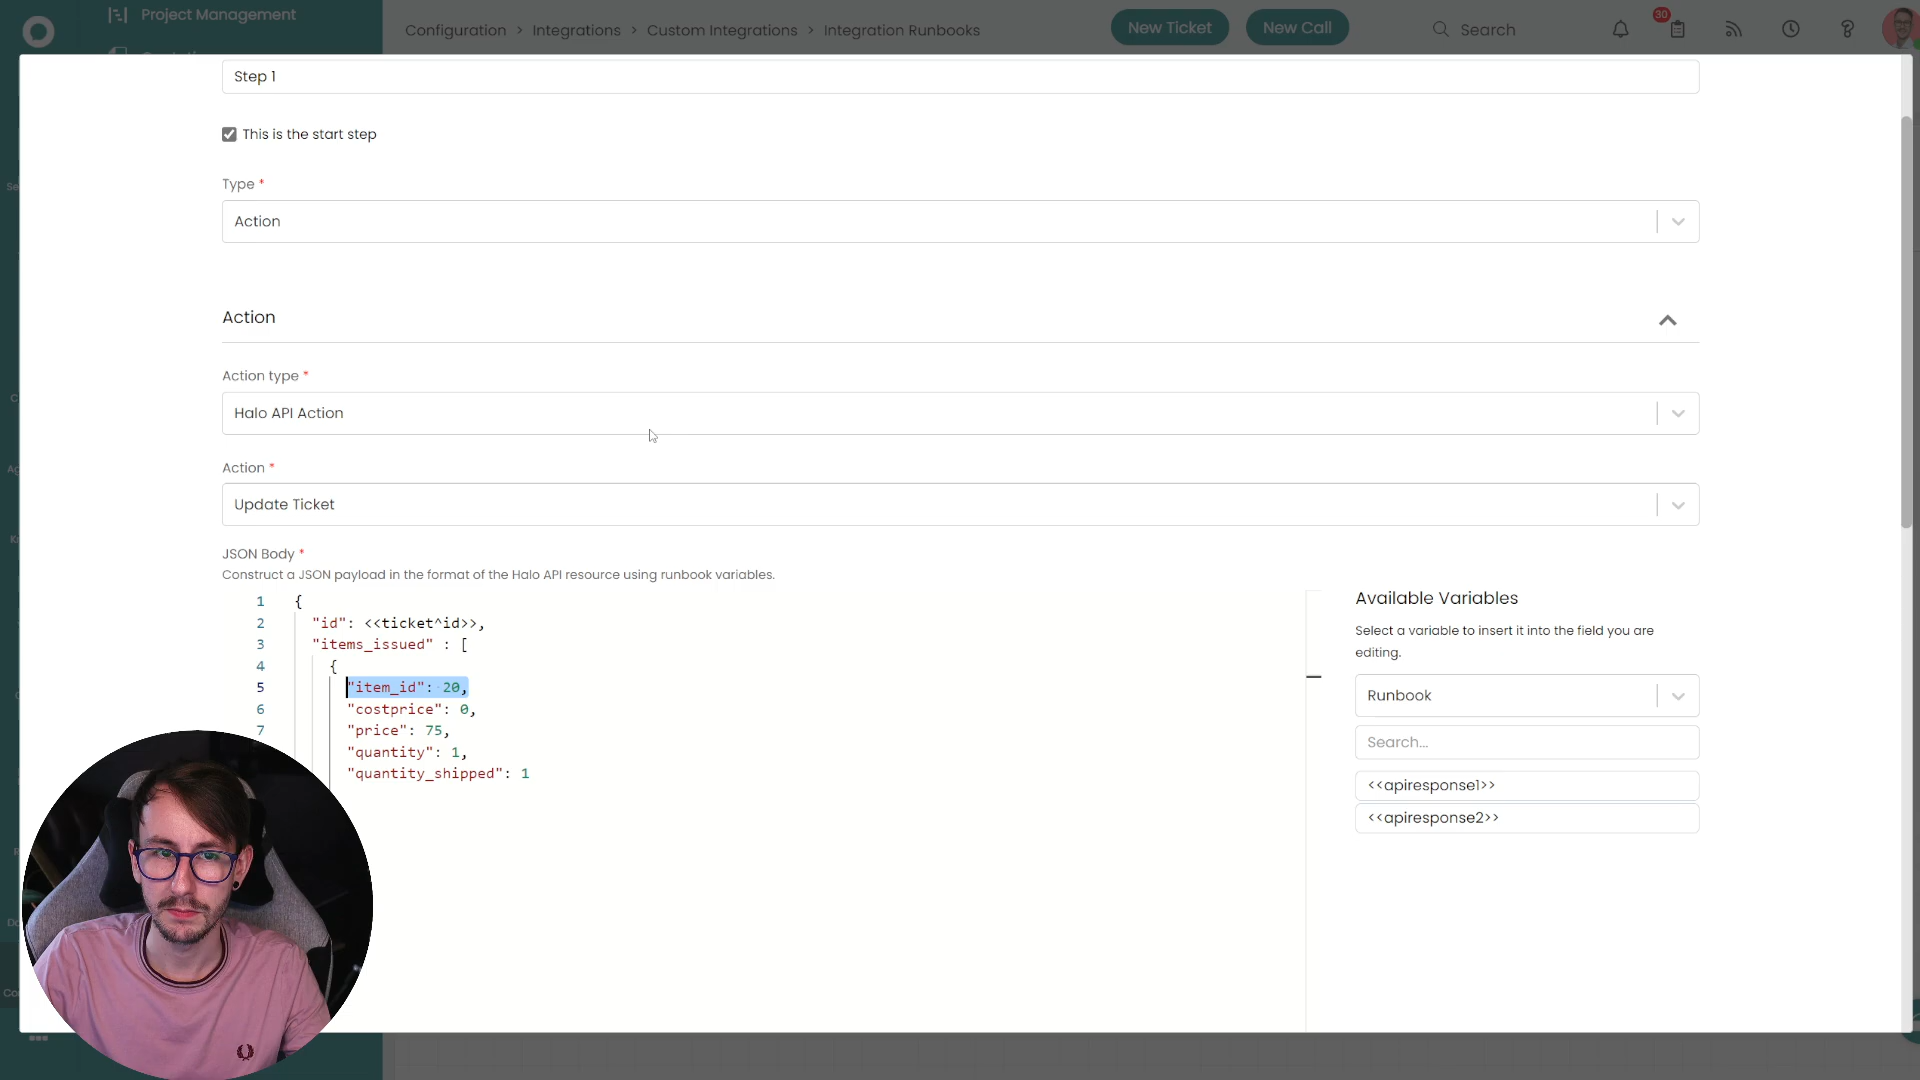 Project Management
Configuration > Integrations > Custom Integrations > Integration Runbooks
New Ticket
New Call
Search
30
Step 1
This is the start step
Type *
Action
Action
Action type *
Halo API Action
Action *
Update Ticket
JSON Body *
Construct a JSON payload in the format of the Halo API resource using runbook variables.
1 {
2 "id": <<ticket^id>>,
3 "items_issued" : [
4 {
5 "item_id": 20,
6 "costprice": 0,
7 "price": 75,
"quantity": 1,
"quantity_shipped": 1
Available Variables
Select a variable to insert it into the field you are
editing.
Runbook
Search...
<<apiresponse1>>
<<apiresponse2>>